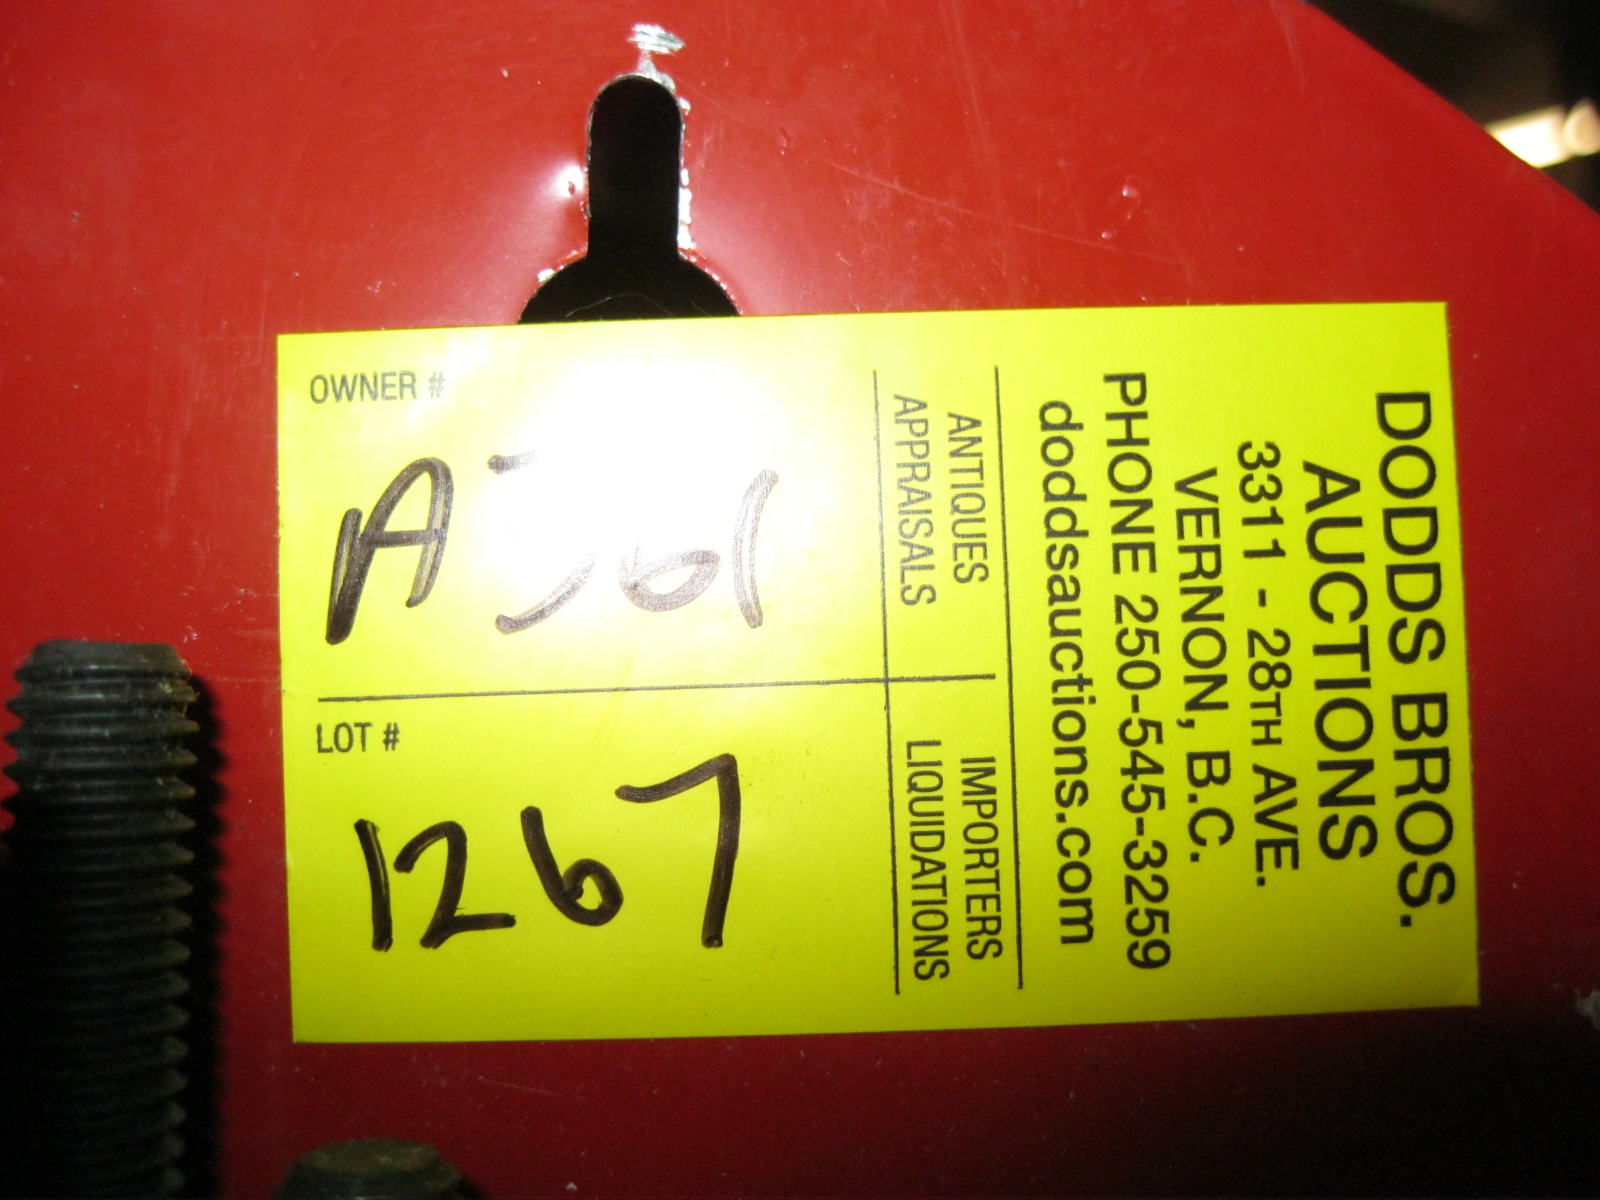 DODDS BROS.
AUCTIONS
3311 - 28TH AVE.
VERNON, B.C.
PHONE 250-545-3259
doddsauctions.com
ANTIQUES
APPRAISALS
IMPORTERS
LIQUIDATIONS
OWNER #
LOT #
1267